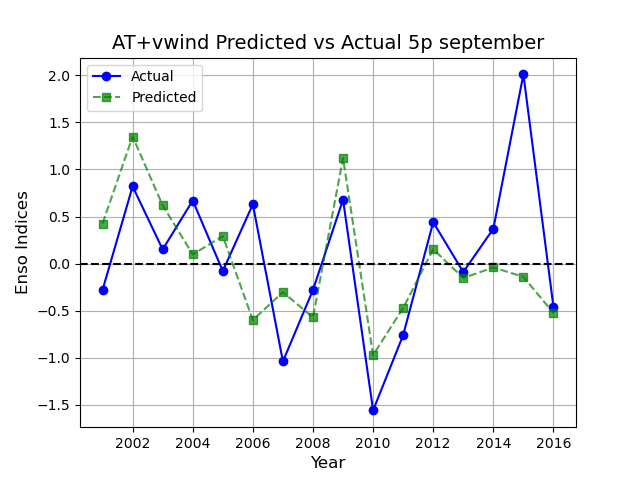 AT+vwind Predicted vs Actual 5p september
Actual
Predicted
2.0
1.5
1.0
0.5
0.0
−0.5
−1.0
−1.5
Enso Indices
2002 2004 2006 2008 2010 2012 2014 2016
Year